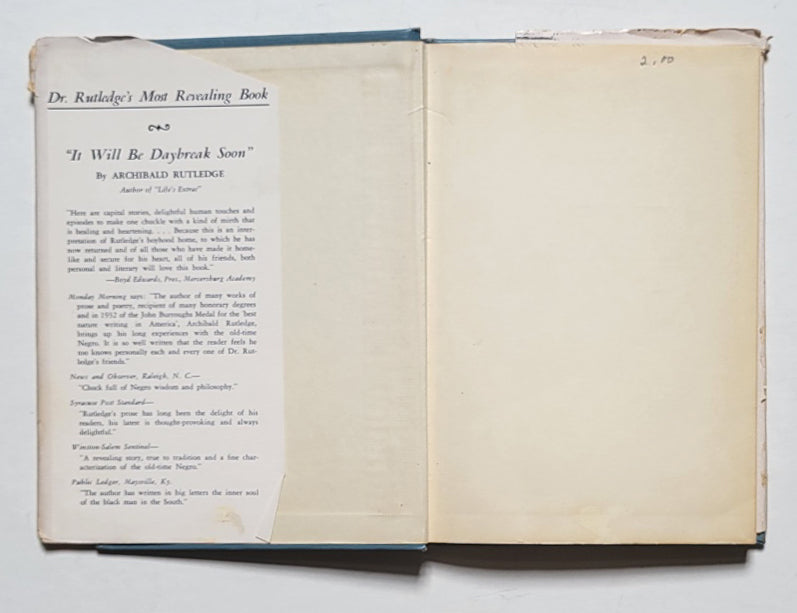 2.00
Dr. Rutledge's Most Revealing Book
"It Will Be Daybreak Soon"
By ARCHIBALD RUTLEDGE
Author of "Life's Extras"
"Here are capital stories, delightful human touches and
episodes to make one chuckle with a kind of mirth that
is healing and heartening. . . . Because this is an inter-
pretation of Rutledge's boyhood home, to which he has
now returned and of all those who have made it home-
like and secure for his heart, all of his friends, both
personal and literary will love this book."
—Boyd Edwards, Pres., Mercersburg Academy
Monday Morning says: "The author of many works of
prose and poetry, recipient of many honorary degrees
and in 1932 of the John Burroughs Medal for the 'best
nature writing in America', Archibald Rutledge,
brings up his long experiences with the old-time
Negro. It is so well written that the reader feels he
too knows personally each and every one of Dr. Rut-
ledge's friends."
News and Observer, Raleigh, N. C.—
"Chuck full of Negro wisdom and philosophy."
Syracuse Post Standard—
"Rutledge's prose has long been the delight of his
readers, his latest is thought-provoking and always
delightful."
Winston-Salem Sentinel—
"A revealing story, true to tradition and a fine char-
acterization of the old-time Negro."
Public Ledger, Maysville, Ky.
"The author has written in big letters the inner soul
of the black man in the South."